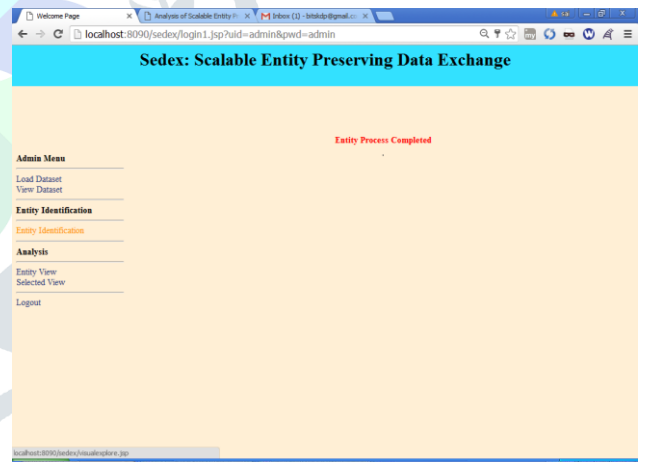 Welcome Page
Analysis of Scalable Entity P
Inbox (1) - bitskdp@gmail.co
localhost:8090/sedex/login1.jsp?uid=admin&pwd=admin
Sedex: Scalable Entity Preserving Data Exchange
Entity Process Completed
Admin Menu
Load Dataset
View Dataset
Entity Identification
Entity Identification
Analysis
Entity View
Selected View
Logout
localhost:8090/sedex/visualexplore.jsp